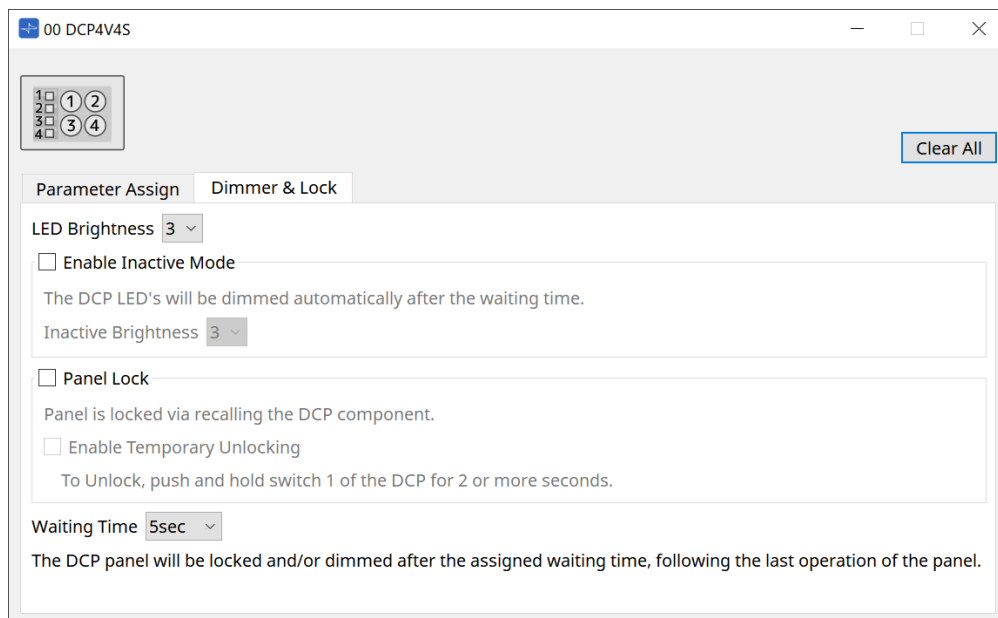 00 DCP4V4S
1 1 2
2
3 3 4
4
Clear All
Parameter Assign Dimmer & Lock
LED Brightness 3
Enable Inactive Mode
The DCP LED's will be dimmed automatically after the waiting time.
Inactive Brightness 3
Panel Lock
Panel is locked via recalling the DCP component.
Enable Temporary Unlocking
To Unlock, push and hold switch 1 of the DCP for 2 or more seconds.
Waiting Time 5sec
The DCP panel will be locked and/or dimmed after the assigned waiting time, following the last operation of the panel.